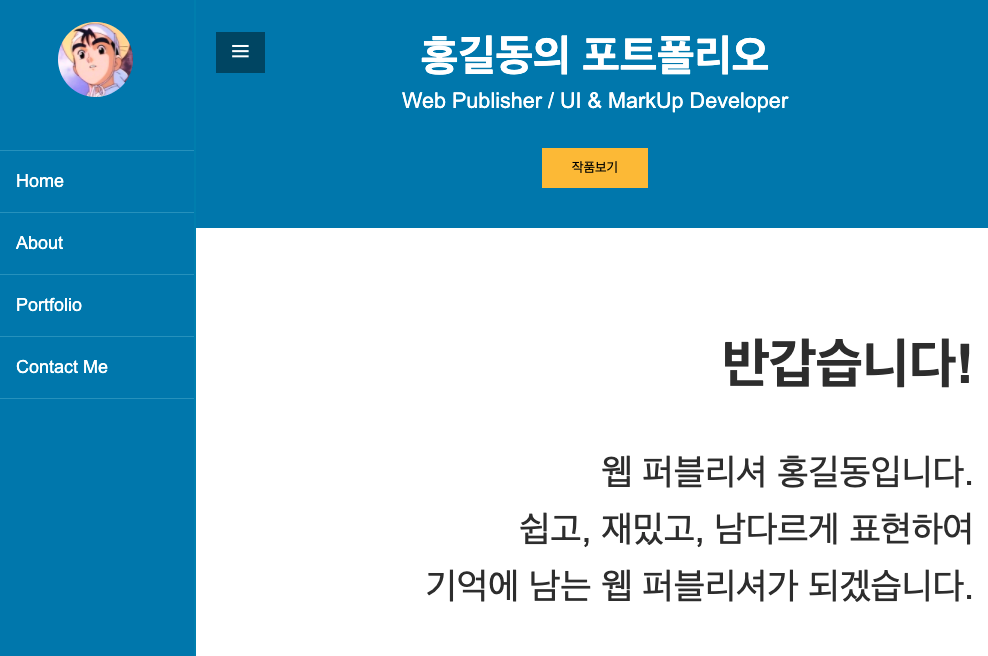 홍길동의 포트폴리오
Web Publisher / UI & MarkUp Developer
작품보기
Home
About
Portfolio
Contact Me
반갑습니다!
웹 퍼블리셔 홍길동입니다.
쉽고, 재밌고, 남다르게 표현하여
기억에 남는 웹 퍼블리셔가 되겠습니다.